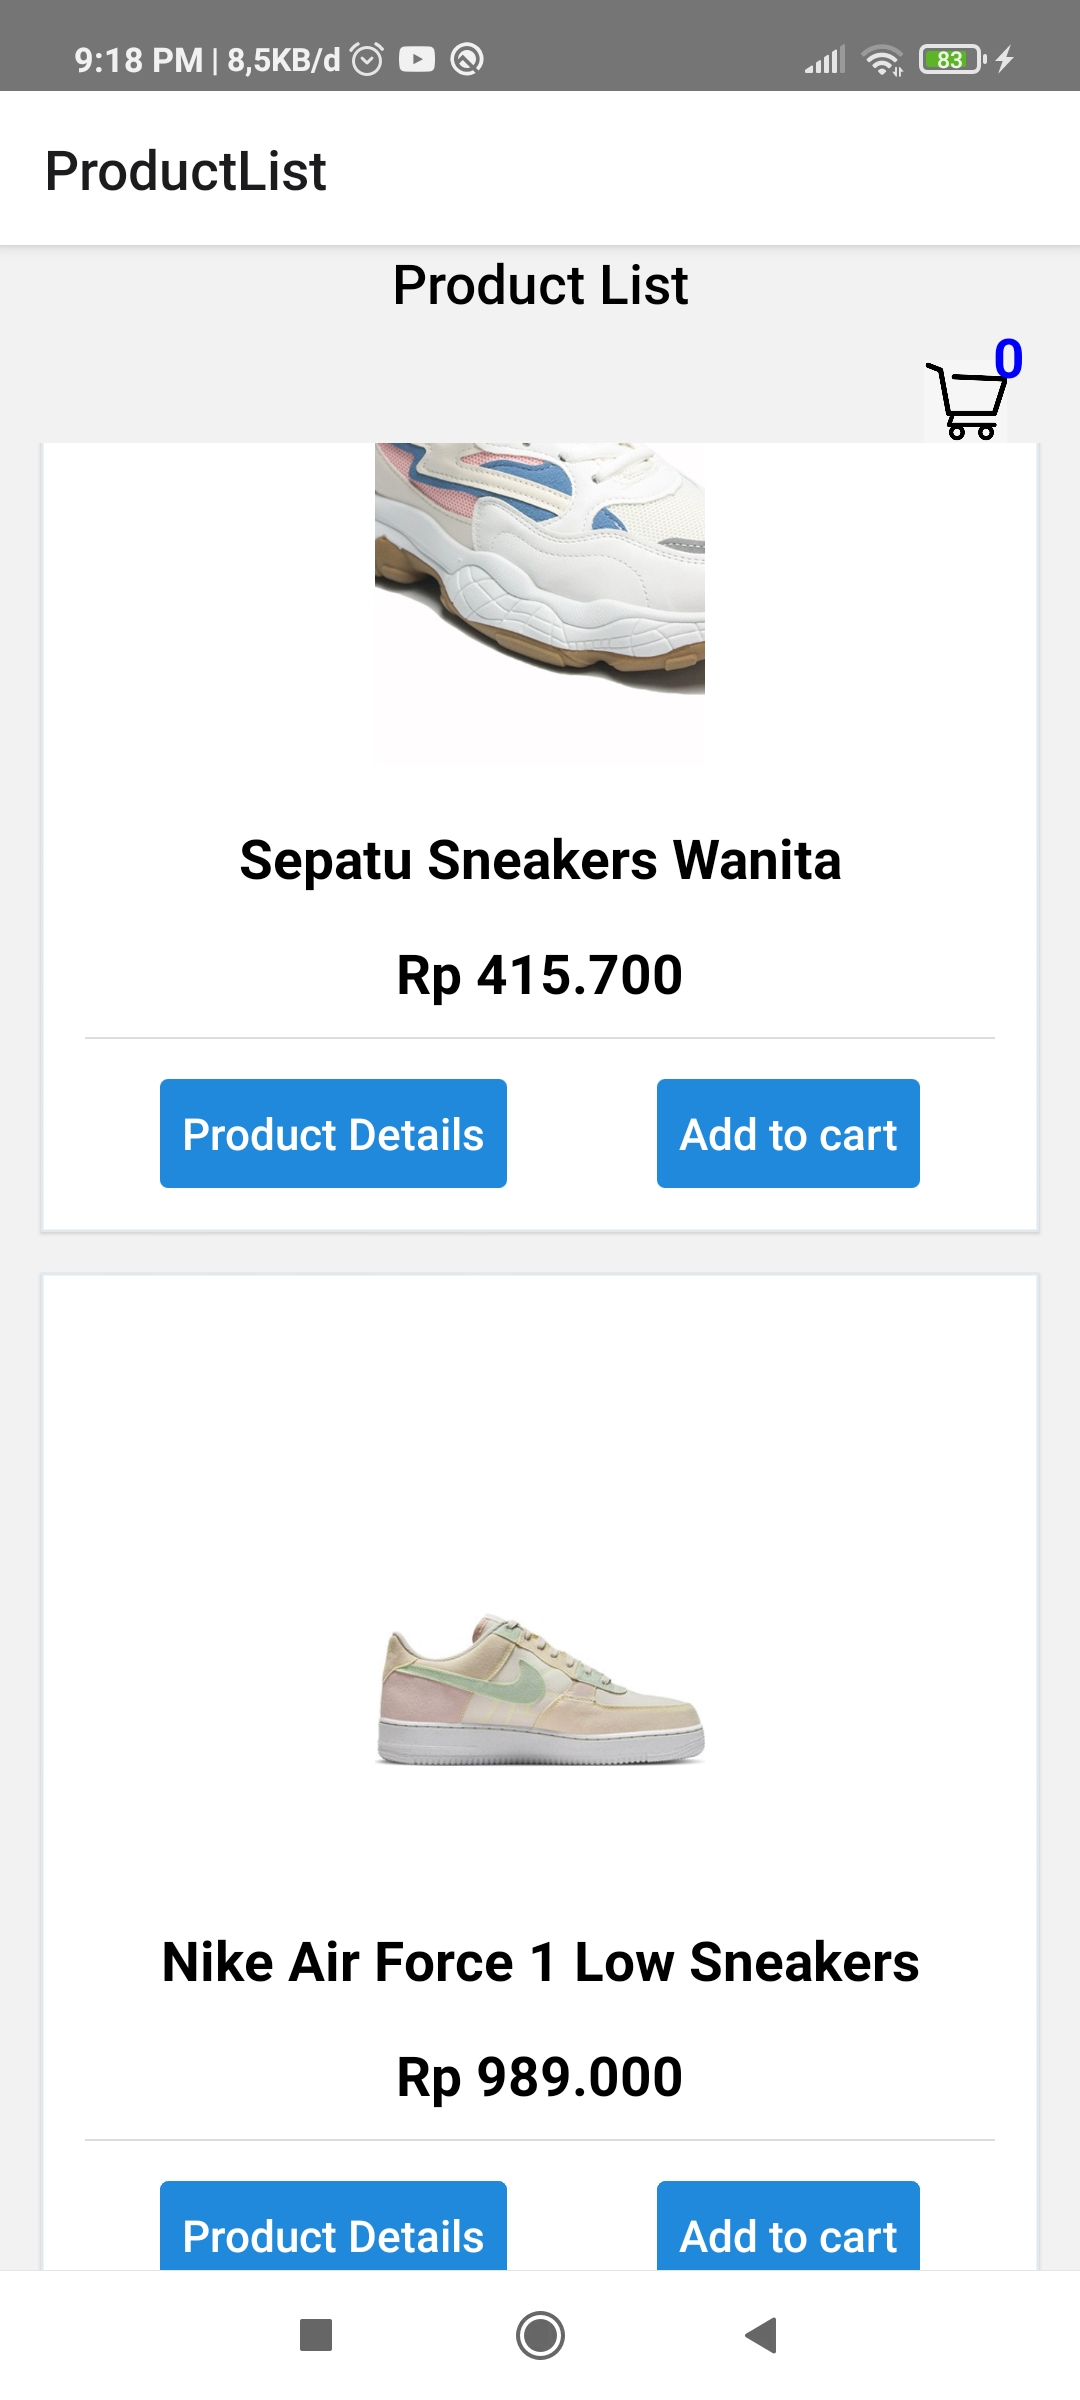 9:18 PM | 8,5KB/d
83
ProductList
Product List
0
Sepatu Sneakers Wanita
Rp 415.700
Product Details
Add to cart
Nike Air Force 1 Low Sneakers
Rp 989.000
Product Details
Add to cart